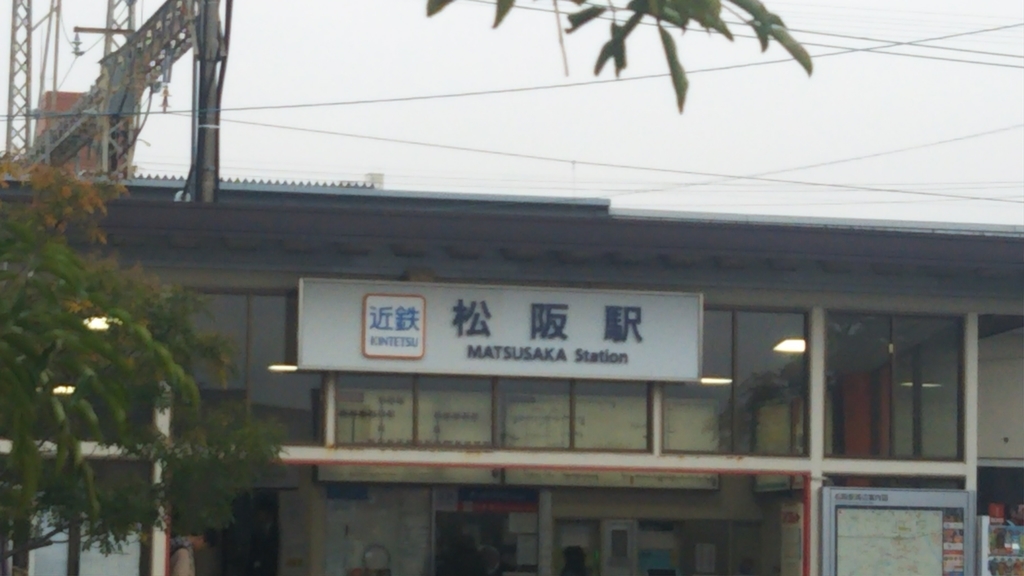 近鉄
KINTETSU
松阪駅
MATSUSAKA Station